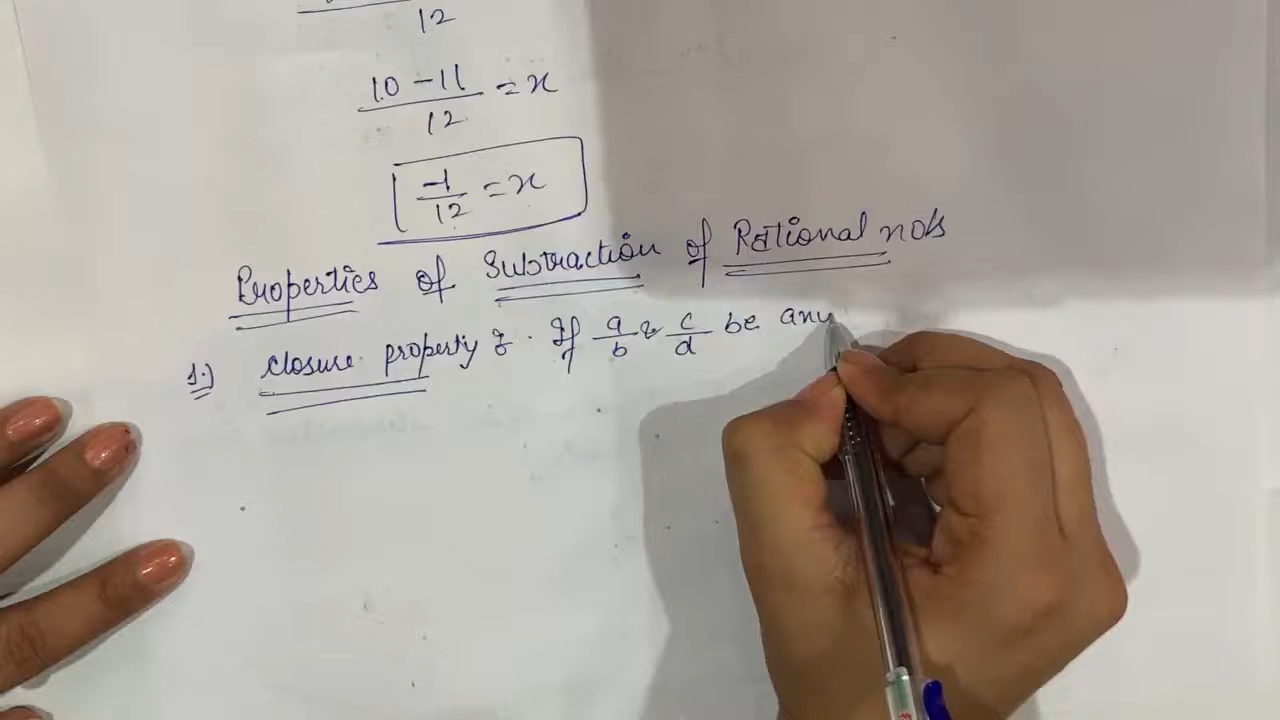 12
10 - 11 / 12 = x
-1/12 = x
Properties of Subtraction of Rational nos
1.) Closure property : If a/b & c/d be any